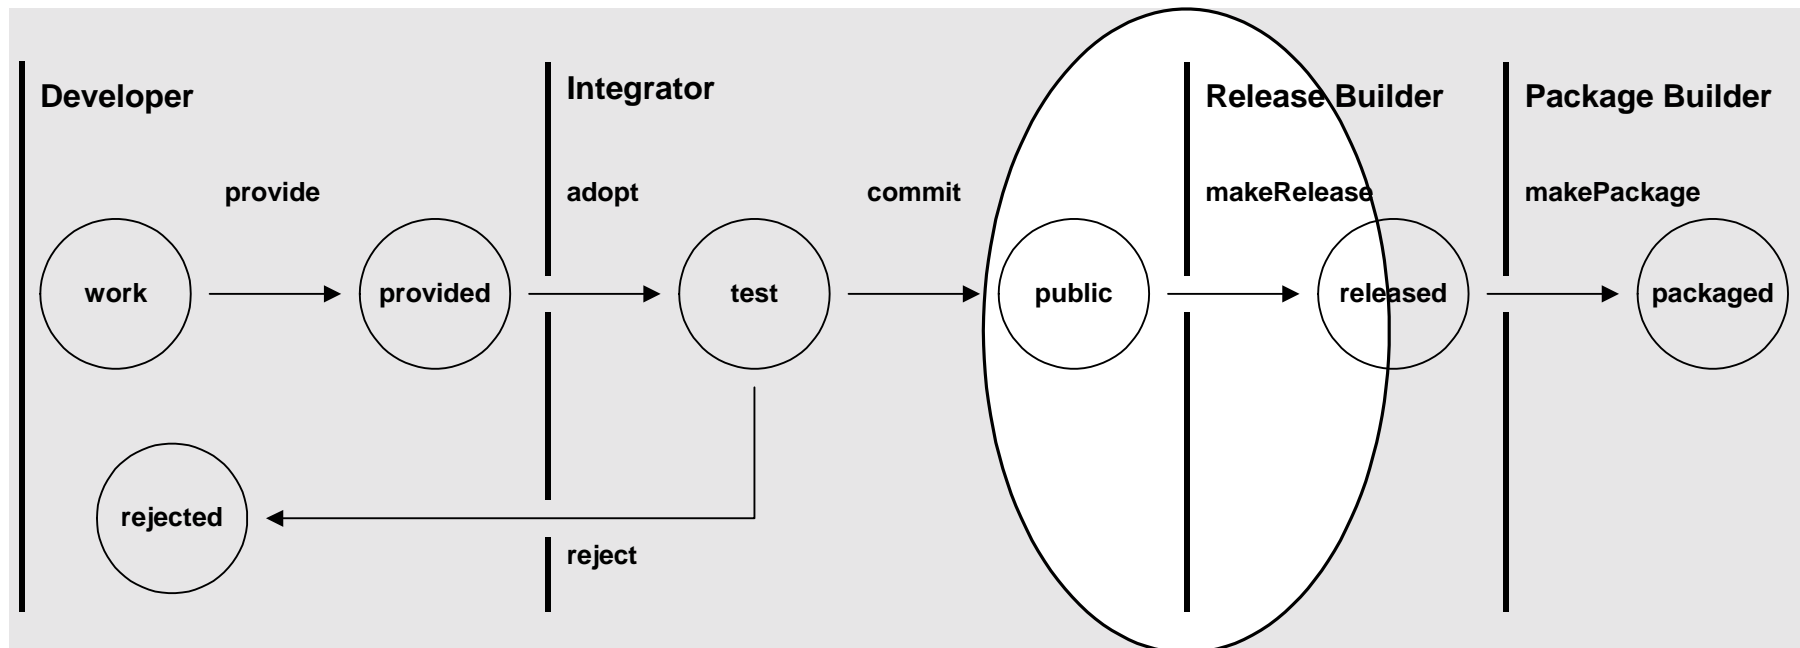 Developer
Integrator
Release Builder
Package Builder
provide
adopt
commit
makeRelease
makePackage
work
provided
test
public
released
packaged
rejected
reject